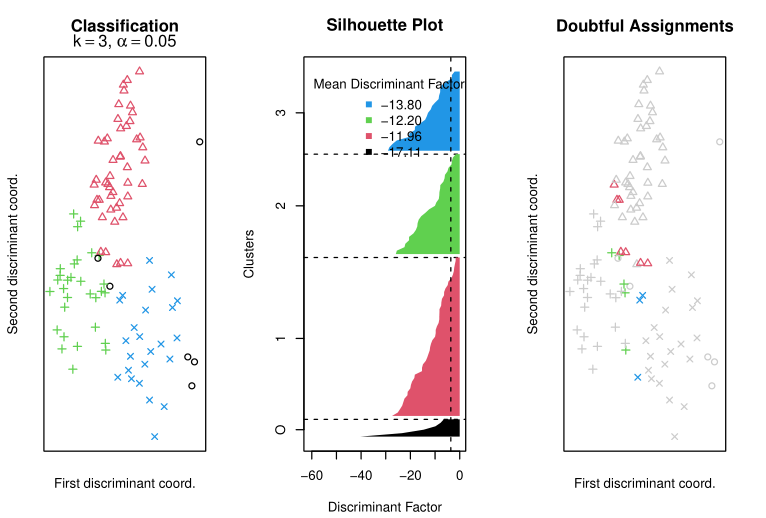 Classification
k = 3, α = 0.05
Second discriminant coord.
First discriminant coord.
Silhouette Plot
Mean Discriminant Factor
−13.80
−12.20
−11.96
−17.11
Clusters
3
2
1
O
−60
−40
−20
0
Discriminant Factor
Doubtful Assignments
Second discriminant coord.
First discriminant coord.